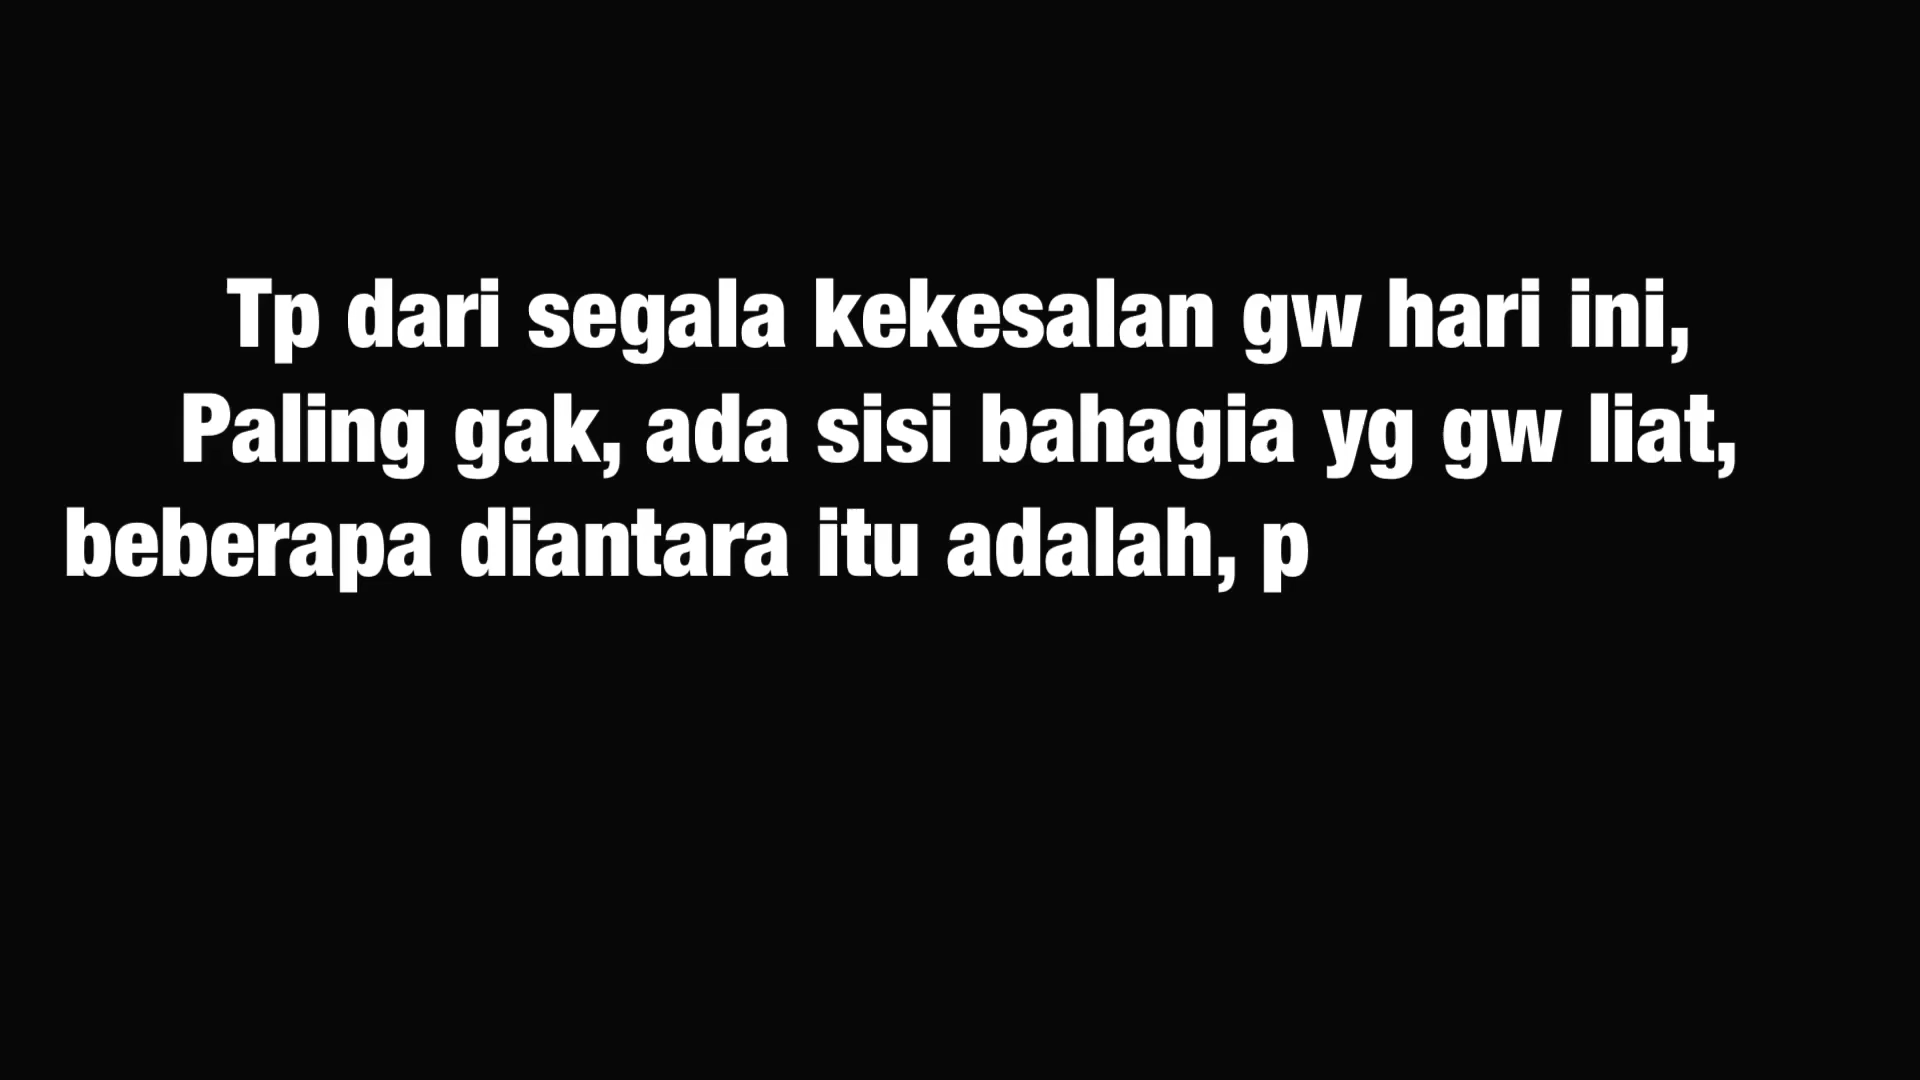 Tp dari segala kekesalan gw hari ini,
Paling gak, ada sisi bahagia yg gw liat,
beberapa diantara itu adalah, p